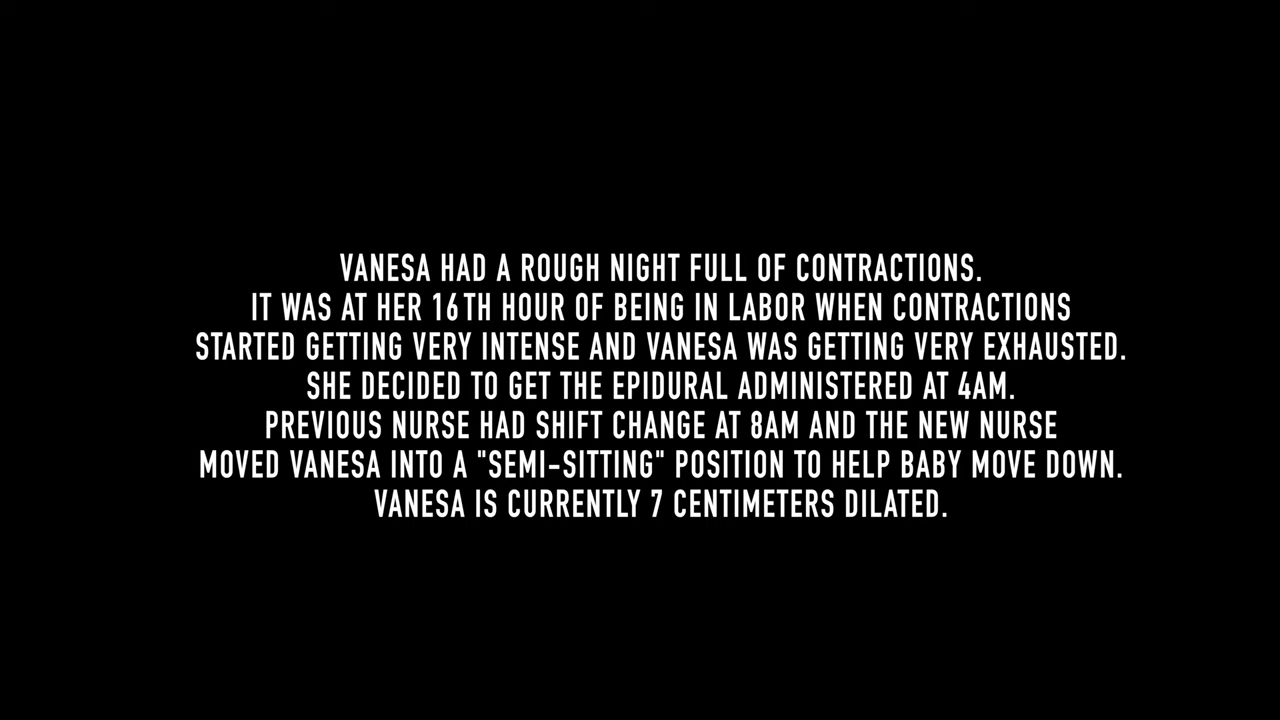 VANESA HAD A ROUGH NIGHT FULL OF CONTRACTIONS.
IT WAS AT HER 16TH HOUR OF BEING IN LABOR WHEN CONTRACTIONS
STARTED GETTING VERY INTENSE AND VANESA WAS GETTING VERY EXHAUSTED.
SHE DECIDED TO GET THE EPIDURAL ADMINISTERED AT 4AM.
PREVIOUS NURSE HAD SHIFT CHANGE AT 8AM AND THE NEW NURSE
MOVED VANESA INTO A "SEMI-SITTING" POSITION TO HELP BABY MOVE DOWN.
VANESA IS CURRENTLY 7 CENTIMETERS DILATED.